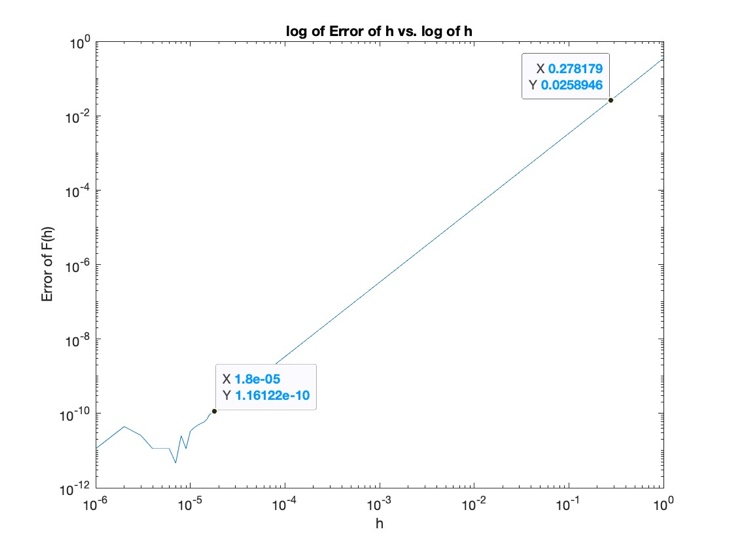 log of Error of h vs. log of h
10^0
X 0.278179
Y 0.0258946
10^-2
10^-4
Error of F(h)
10^-6
10^-8
X 1.8e-05
Y 1.16122e-10
10^-10
10^-12
10^-6 10^-5 10^-4 10^-3 10^-2 10^-1 10^0
h